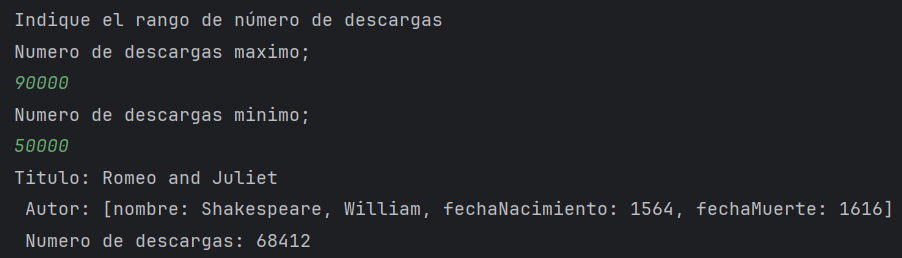 Indique el rango de número de descargas
Numero de descargas maximo;
90000
Numero de descargas minimo;
50000
Titulo: Romeo and Juliet
Autor: [nombre: Shakespeare, William, fechaNacimiento: 1564, fechaMuerte: 1616]
Numero de descargas: 68412